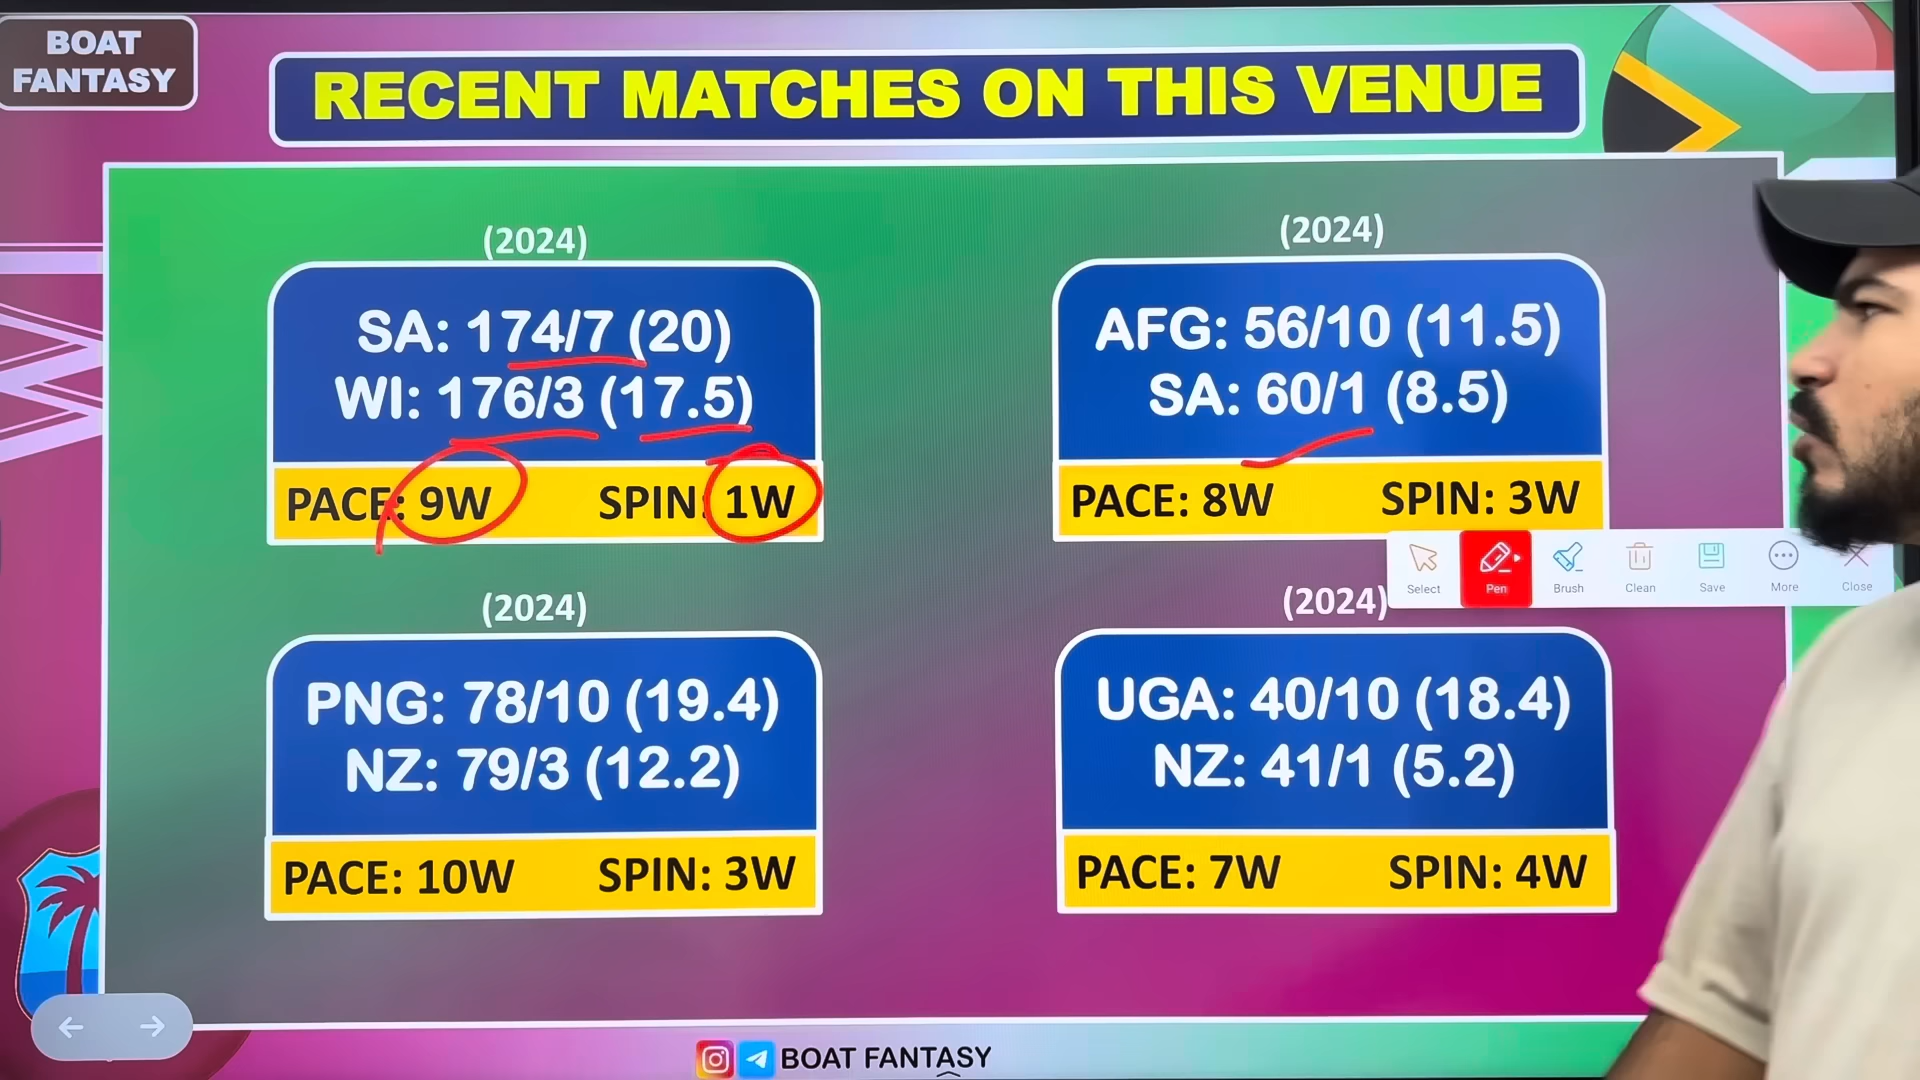 BOAT
FANTASY
RECENT MATCHES ON THIS VENUE
(2024)
SA: 174/7 (20)
WI: 176/3 (17.5)
PACE: 9W SPIN: 1W
(2024)
AFG: 56/10 (11.5)
SA: 60/1 (8.5)
PACE: 8W SPIN: 3W
Select Pen Brush Clean Save More Close
(2024)
PNG: 78/10 (19.4)
NZ: 79/3 (12.2)
PACE: 10W SPIN: 3W
(2024)
UGA: 40/10 (18.4)
NZ: 41/1 (5.2)
PACE: 7W SPIN: 4W
BOAT FANTASY